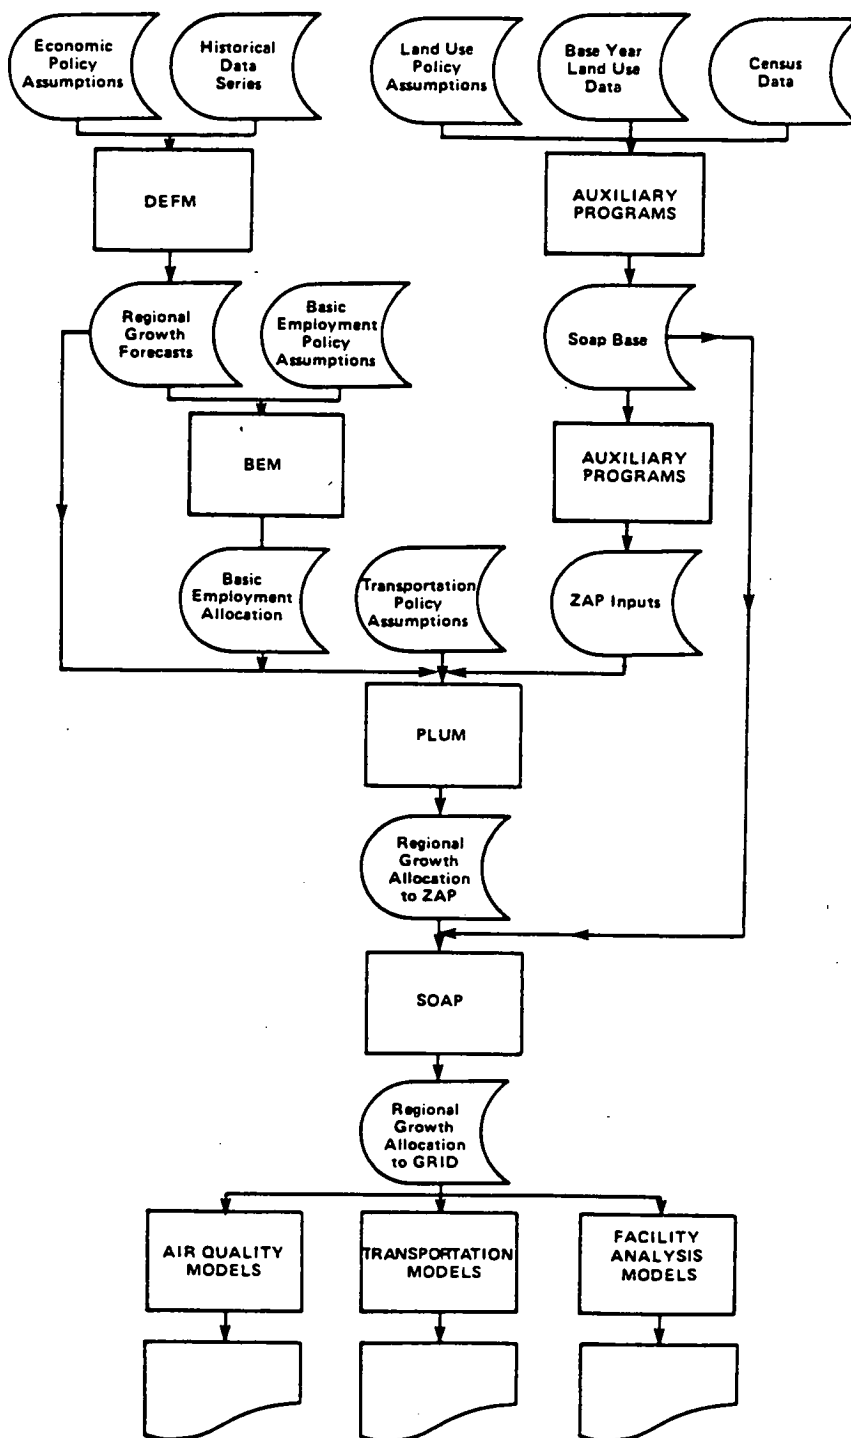 Economic
Policy
Assumptions
Historical
Data
Series
Land Use
Policy
Assumptions
Base Year
Land Use
Data
Census
Data
DEFM
AUXILIARY
PROGRAMS
Regional
Growth
Forecasts
Basic
Employment
Policy
Assumptions
Soap Base
BEM
AUXILIARY
PROGRAMS
Basic
Employment
Allocation
Transportation
Policy
Assumptions
ZAP Inputs
PLUM
Regional
Growth
Allocation
to ZAP
SOAP
Regional
Growth
Allocation
to GRID
AIR QUALITY
MODELS
TRANSPORTATION
MODELS
FACILITY
ANALYSIS
MODELS